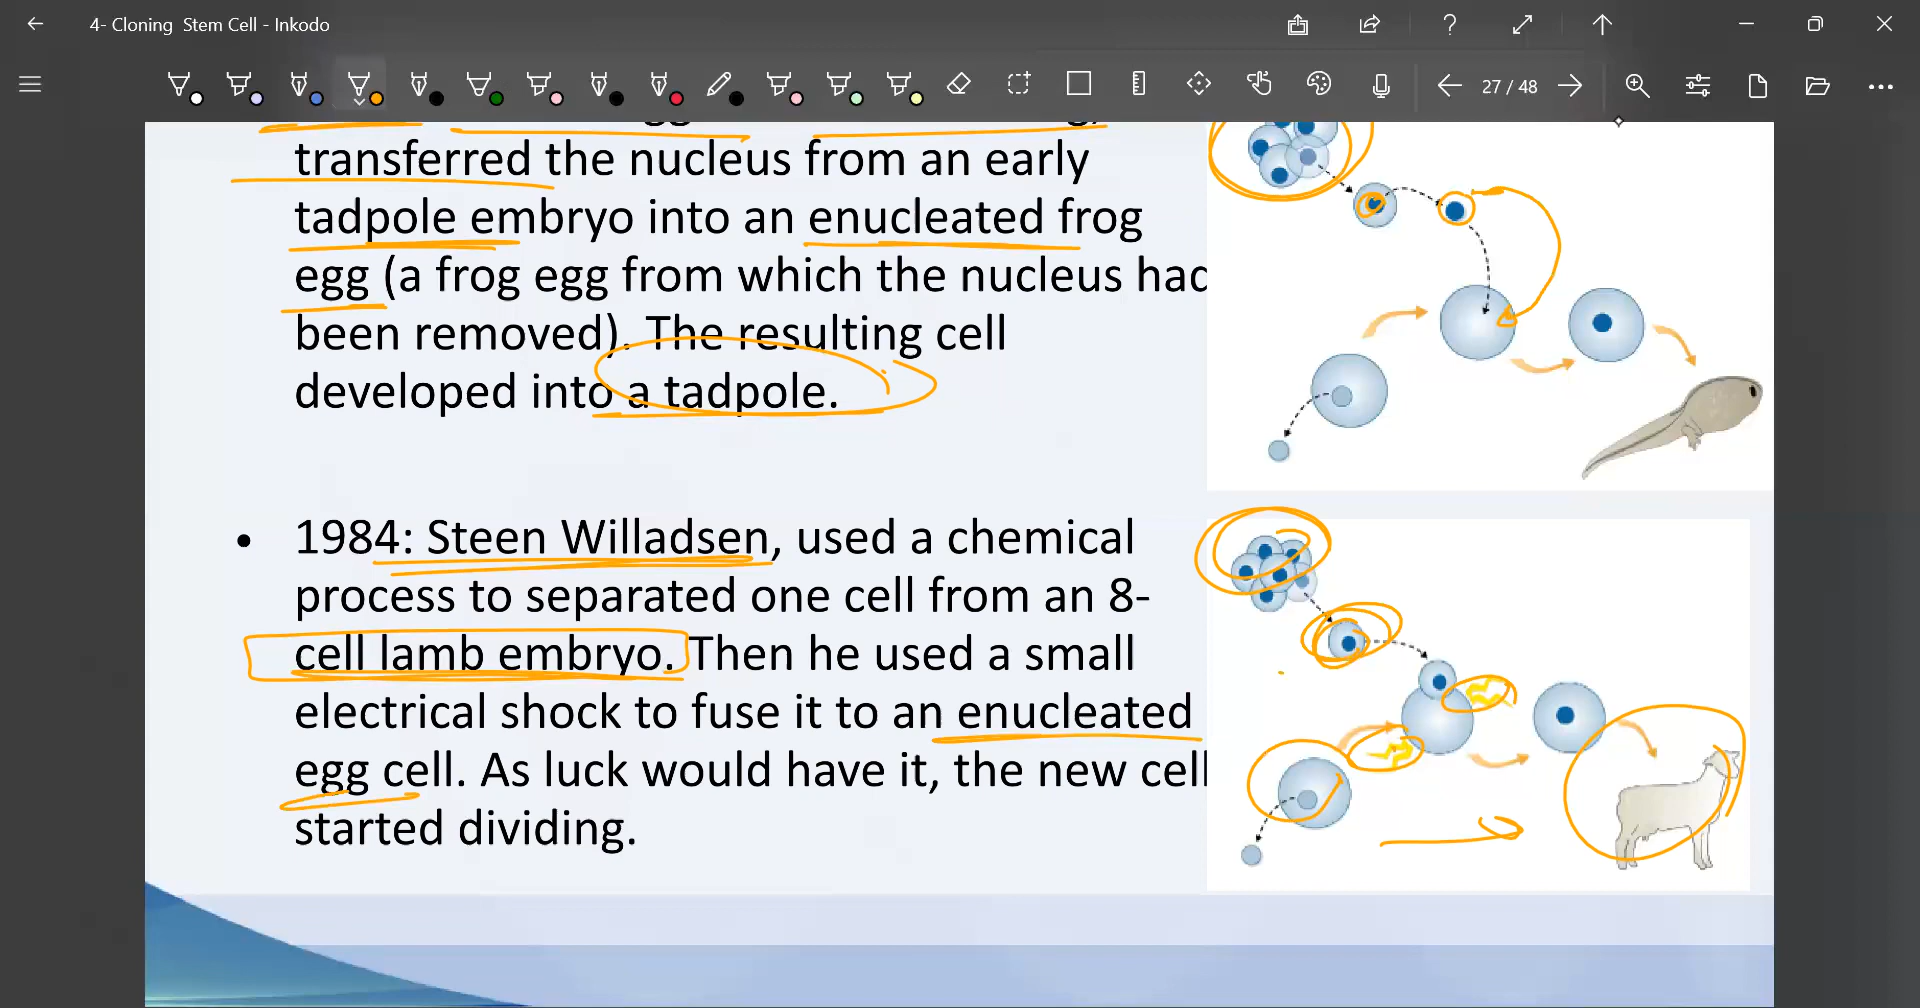 4- Cloning  Stem Cell - Inkodo
27 / 48
transferred the nucleus from an early
tadpole embryo into an enucleated frog
egg (a frog egg from which the nucleus had
been removed). The resulting cell
developed into a tadpole.
• 1984: Steen Willadsen, used a chemical
process to separated one cell from an 8-
cell lamb embryo. Then he used a small
electrical shock to fuse it to an enucleated
egg cell. As luck would have it, the new cell
started dividing.